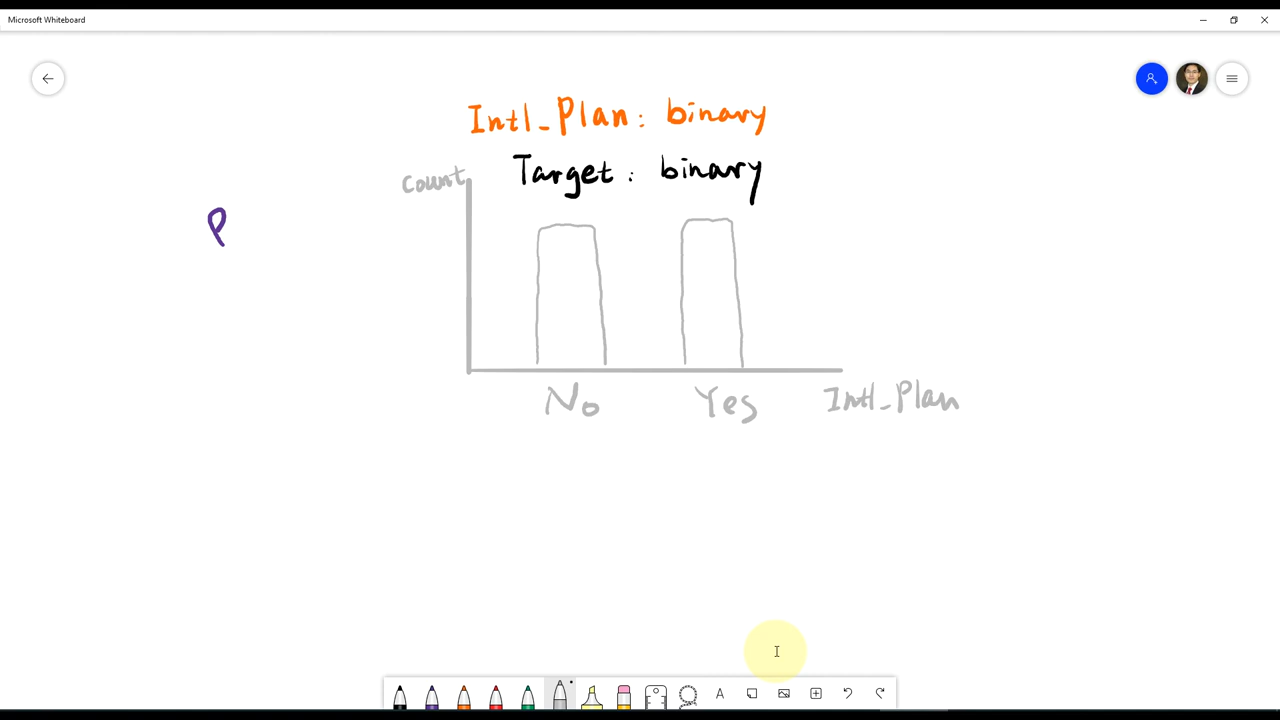 Microsoft Whiteboard
Intl_Plan: binary
Target: binary
count
P
No Yes Intl_Plan
A